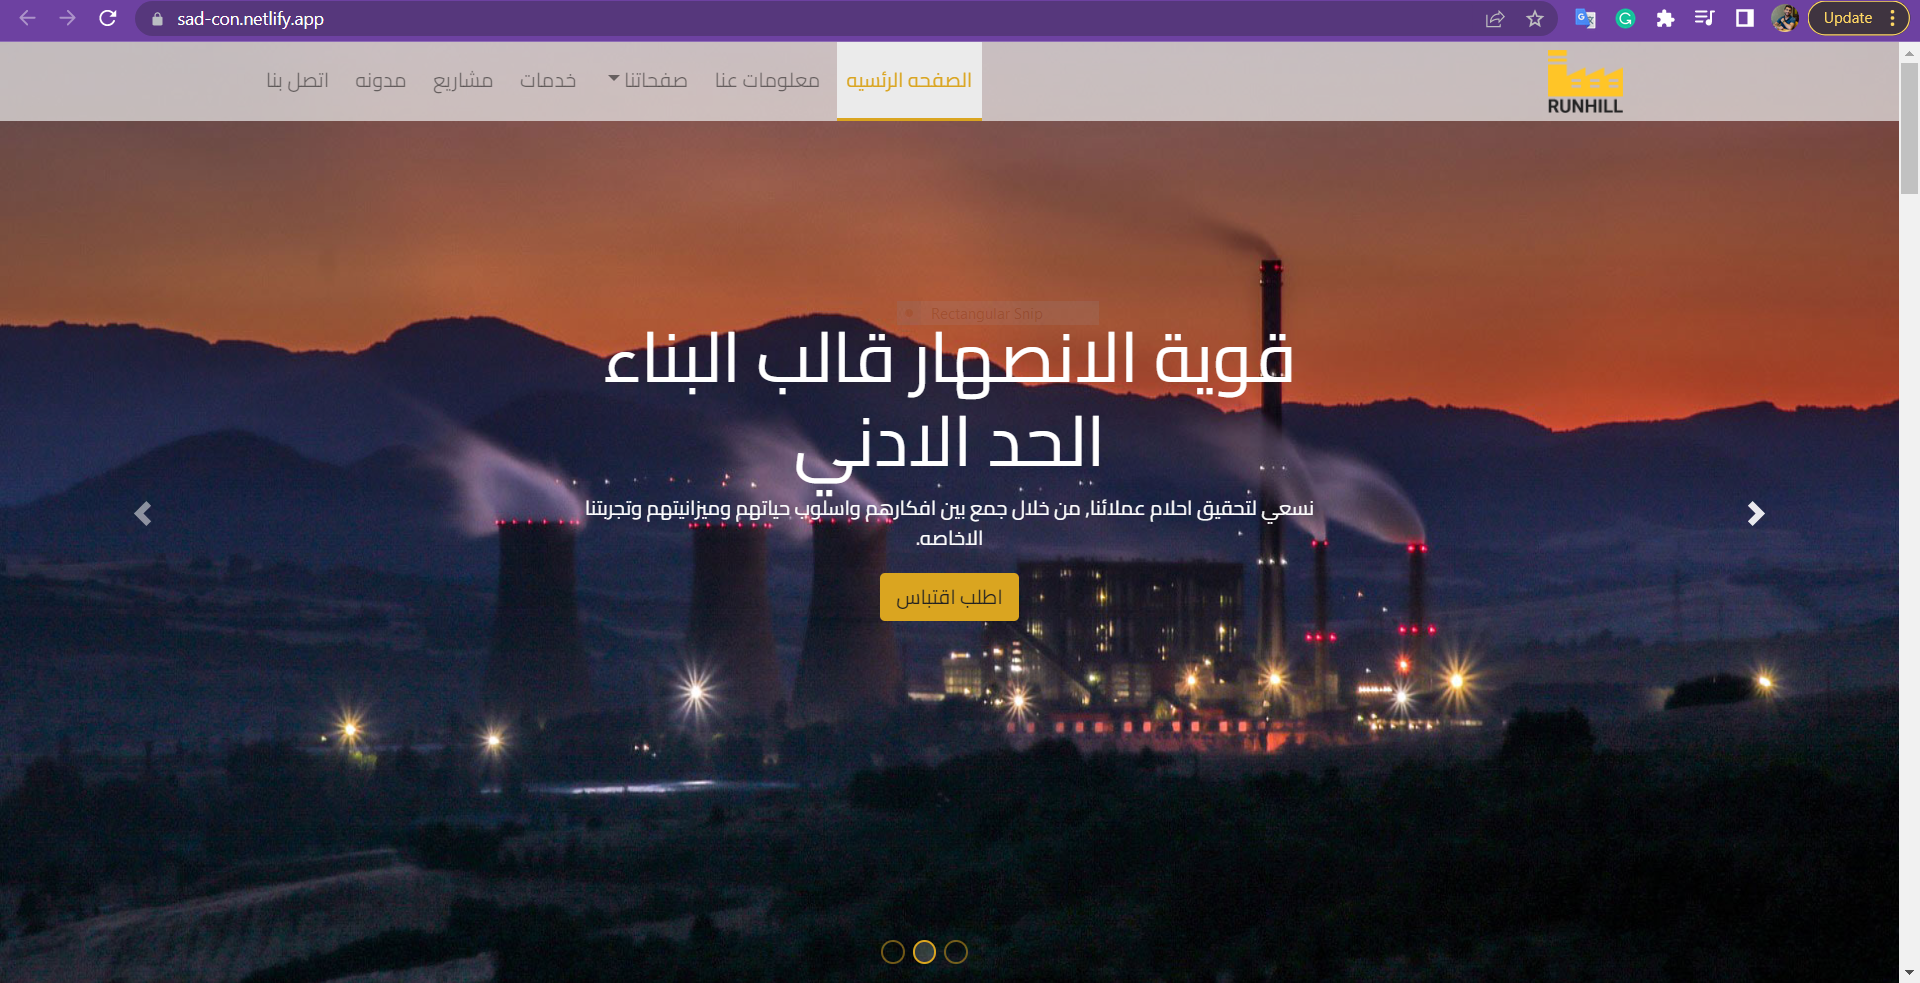 sad-con.netlify.app
Update
RUNHILL
الصفحه الرئسيه
معلومات عنا
صفحاتنا
خدمات
مشاريع
مدونه
اتصل بنا
Rectangular Snip
قوية الانصهار قالب البناء
الحد الادني
نسعي لتحقيق احلام عملائنا, من خلال جمع بين افكارهم واسلوب حياتهم وميزانيتهم وتجربتنا
الاخاصه.
اطلب اقتباس